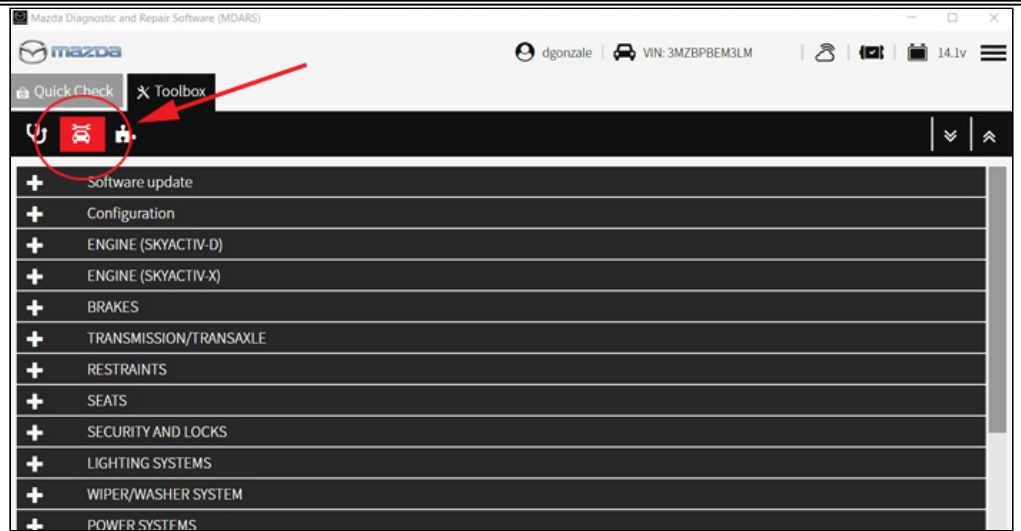 Mazda Diagnostic and Repair Software (MDARS)
mazda dgonzale VIN: 3MZBPBEM3LM 14.1v
Quick Check Toolbox
Software update
Configuration
ENGINE (SKYACTIV-D)
ENGINE (SKYACTIV-X)
BRAKES
TRANSMISSION/TRANSAXLE
RESTRAINTS
SEATS
SECURITY AND LOCKS
LIGHTING SYSTEMS
WIPER/WASHER SYSTEM
POWER SYSTEMS